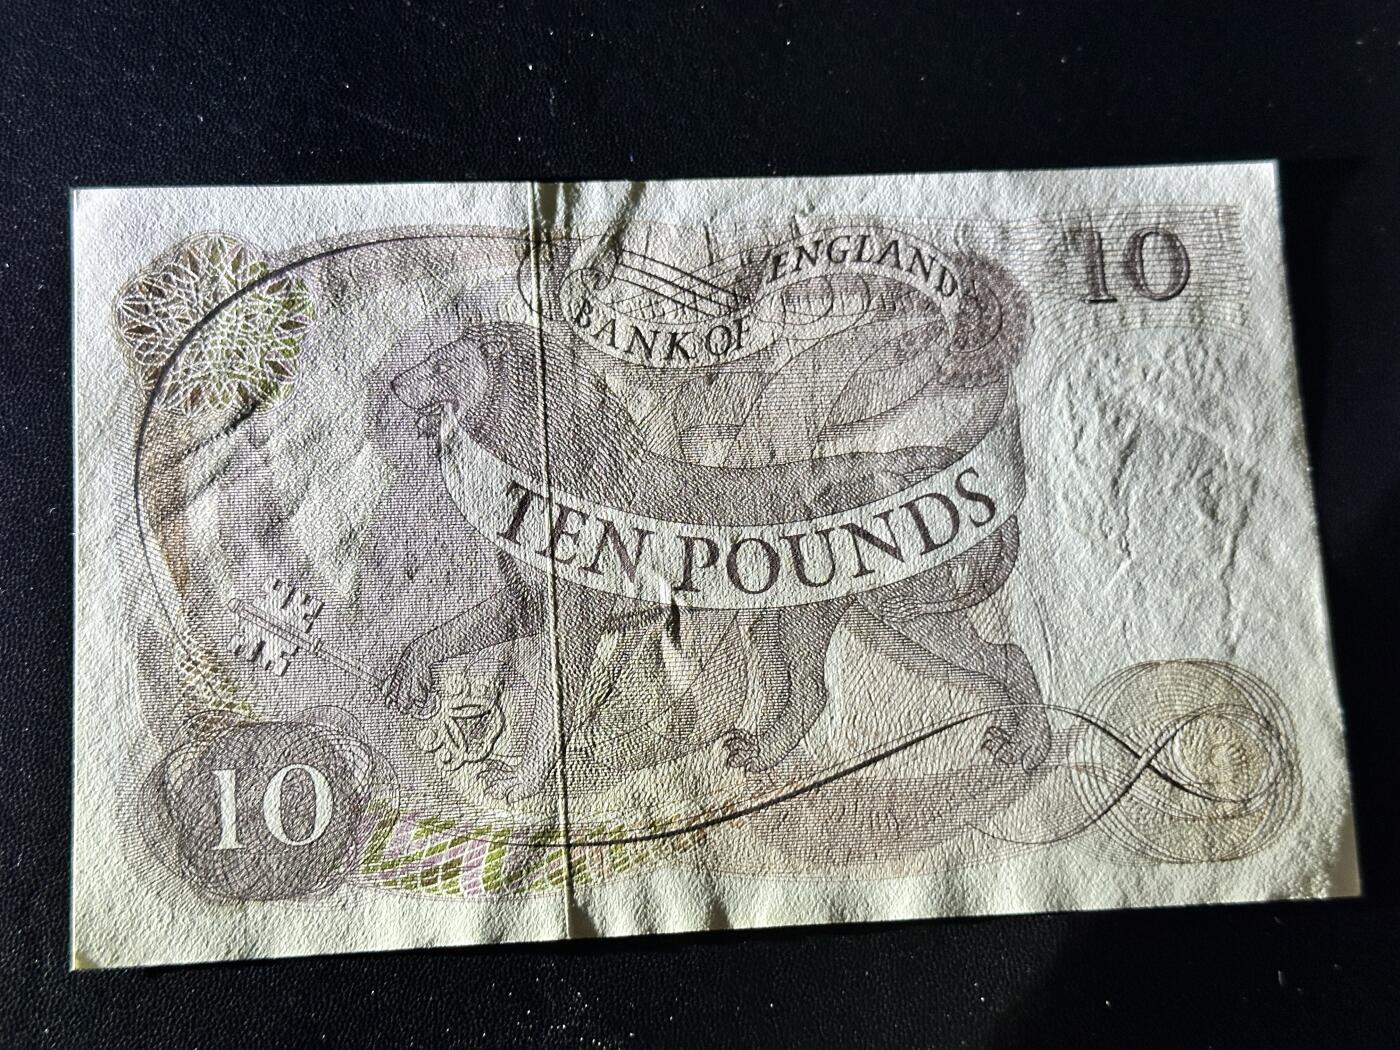 10
BANK OF ENGLAND
TEN POUNDS
10